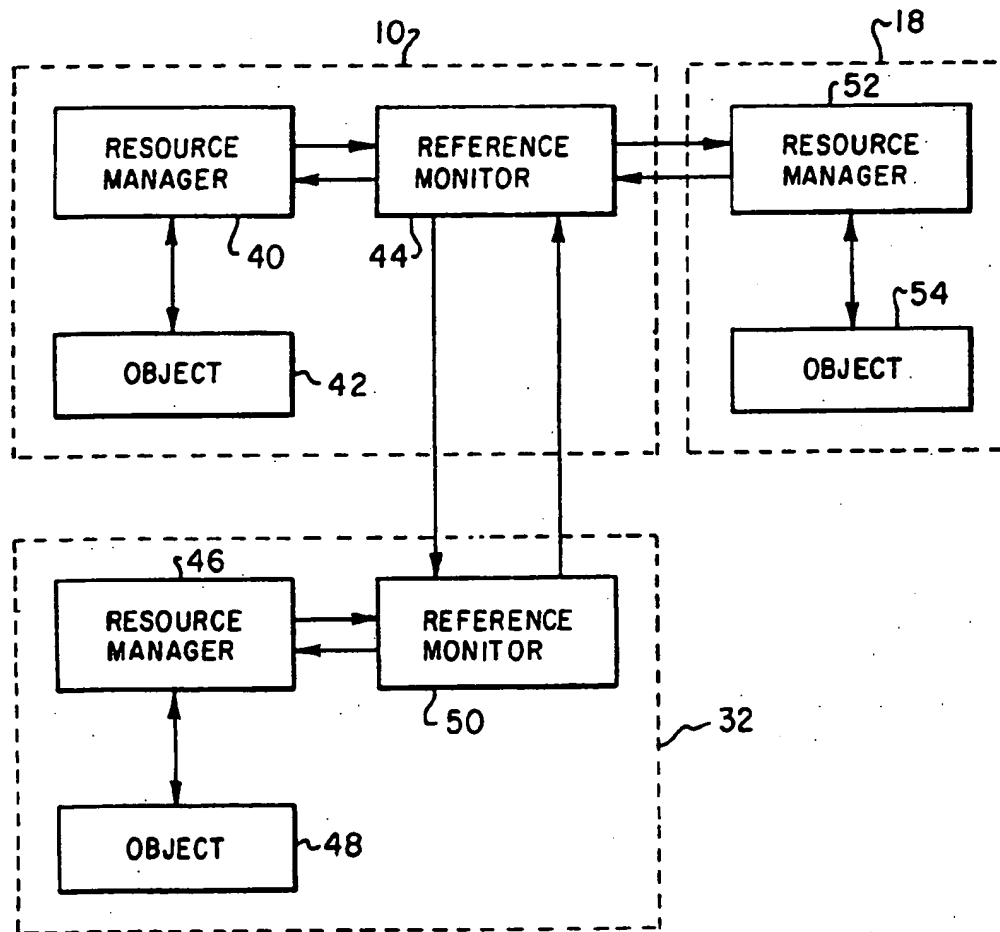 10
18
RESOURCE
MANAGER
40
REFERENCE
MONITOR
44
52
RESOURCE
MANAGER
OBJECT
42
54
OBJECT
46
RESOURCE
MANAGER
REFERENCE
MONITOR
50
32
OBJECT
48